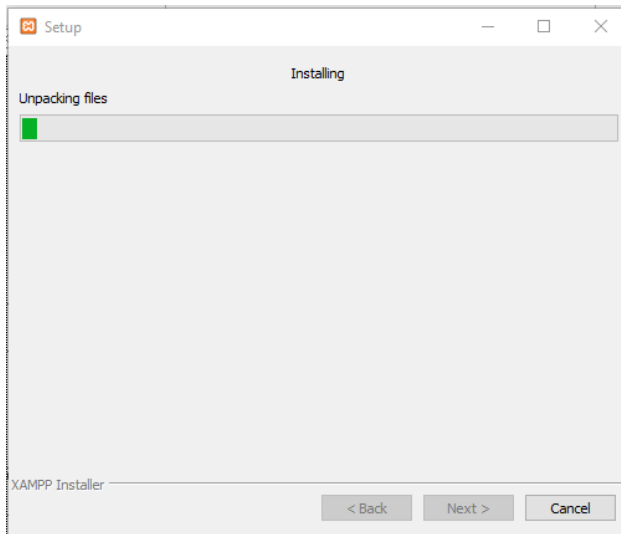 Setup
Installing
Unpacking files
XAMPP Installer
< Back Next > Cancel